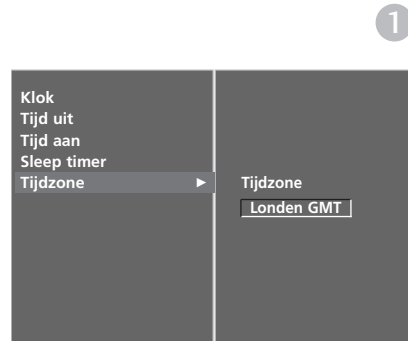 1
Klok
Tijd uit
Tijd aan
Sleep timer
Tijdzone ►
Tijdzone
Londen GMT